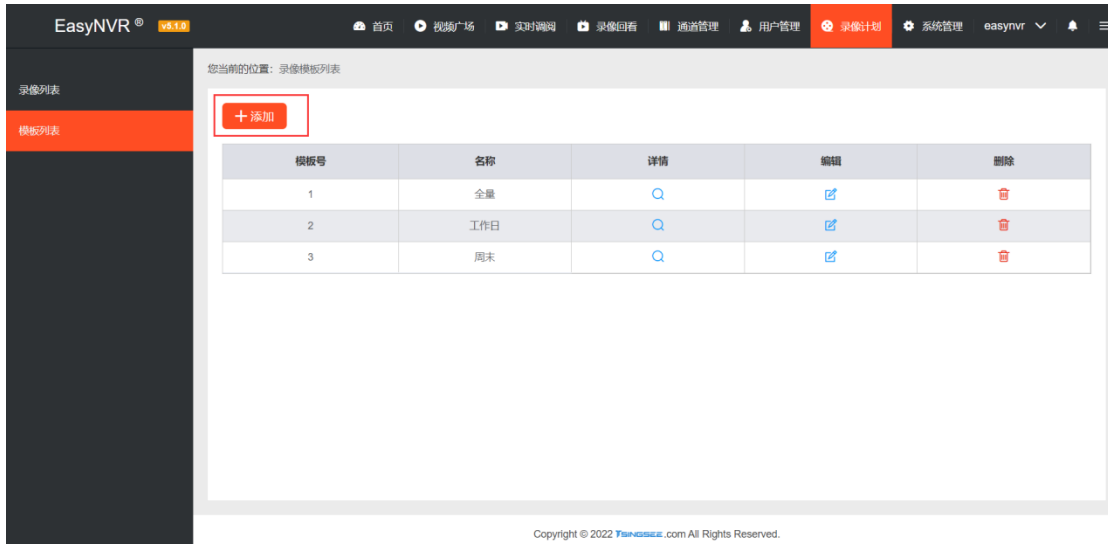 EasyNVR ® v5.1.0 首页 视频广场 实时调阅 录像回看 通道管理 用户管理 录像计划 系统管理 easynvr
您当前的位置: 录像模板列表
录像列表
添加
模板列表
模板号 名称 详情 编辑 删除
1 全量
2 工作日
3 周末
Copyright © 2022 TSINGSEE.com All Rights Reserved.